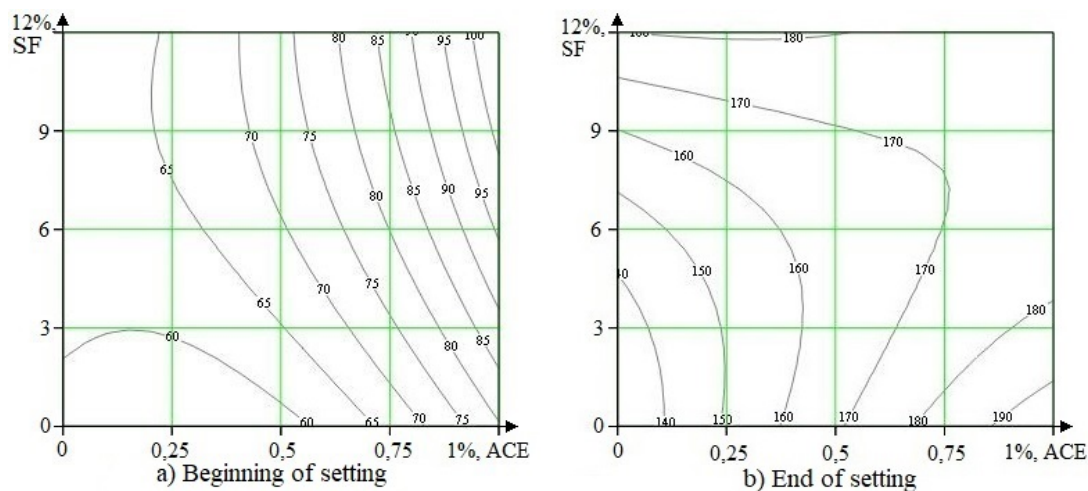 12%,
SF
80 85 95 100
9
70 75
65
80 85 90 95
6
70 75
65
3
60
80 85
0
60 65 70 75
0 0,25 0,5 0,75 1%, ACE
a) Beginning of setting
12%,
SF
180
170
9
170
160
6
150 160 170
3
180
0
140 150 160 170 180 190
0 0,25 0,5 0,75 1%, ACE
b) End of setting